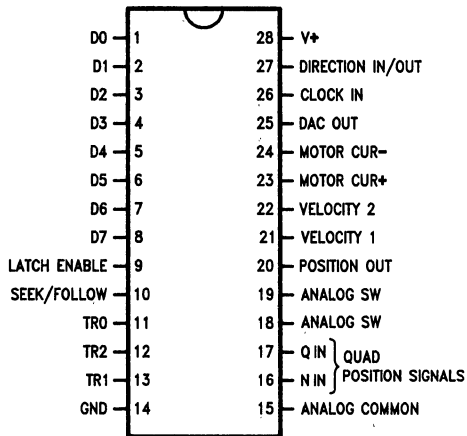 D0 1 28 V+
D1 2 27 DIRECTION IN/OUT
D2 3 26 CLOCK IN
D3 4 25 DAC OUT
D4 5 24 MOTOR CUR-
D5 6 23 MOTOR CUR+
D6 7 22 VELOCITY 2
D7 8 21 VELOCITY 1
LATCH ENABLE 9 20 POSITION OUT
SEEK/FOLLOW 10 19 ANALOG SW
TR0 11 18 ANALOG SW
TR2 12 17 Q IN QUAD
TR1 13 16 N IN POSITION SIGNALS
GND 14 15 ANALOG COMMON